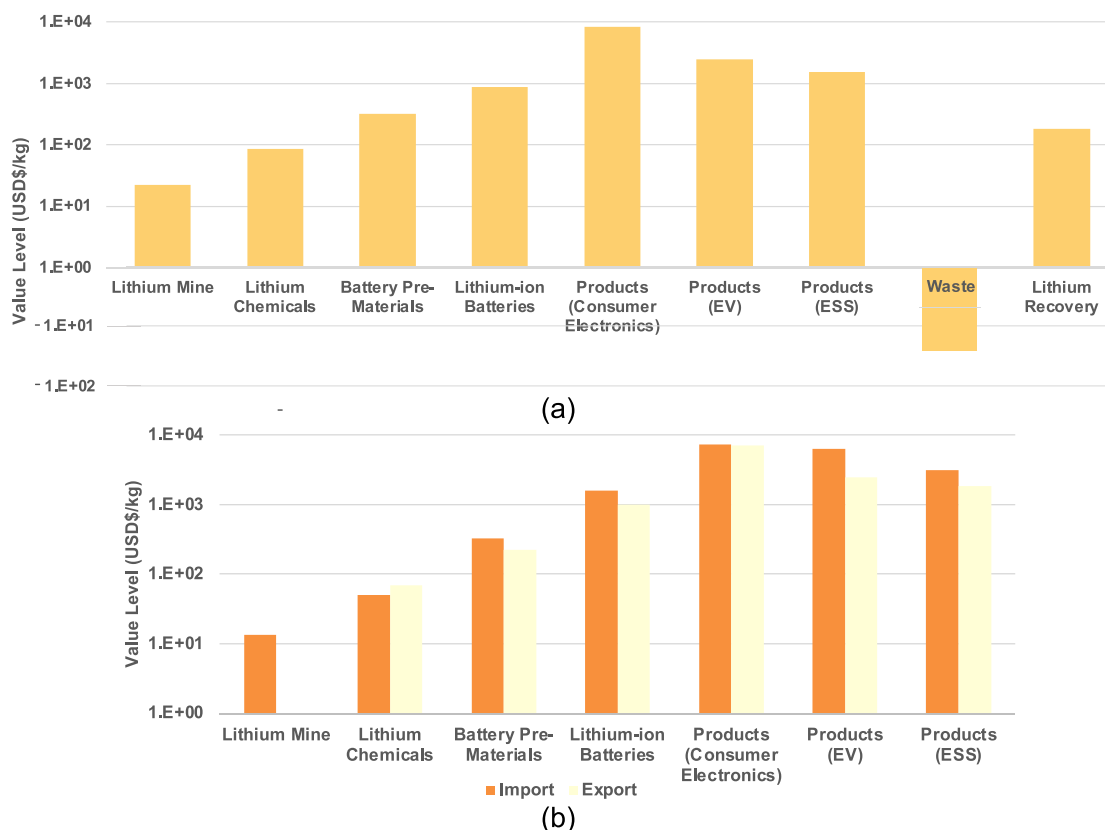 Value Level (USD$/kg)
1.E+04
1.E+03
1.E+02
1.E+01
1.E+00
- 1.E+01
- 1.E+02
-
Lithium Mine
Lithium
Chemicals
Battery Pre-
Materials
Lithium-ion
Batteries
Products
(Consumer
Electronics)
Products
(EV)
Products
(ESS)
Waste
Lithium
Recovery
(a)
Value Level (USD$/kg)
1.E+04
1.E+03
1.E+02
1.E+01
1.E+00
Lithium Mine
Lithium
Chemicals
Battery Pre-
Materials
Lithium-ion
Batteries
Products
(Consumer
Electronics)
Products
(EV)
Products
(ESS)
Import Export
(b)